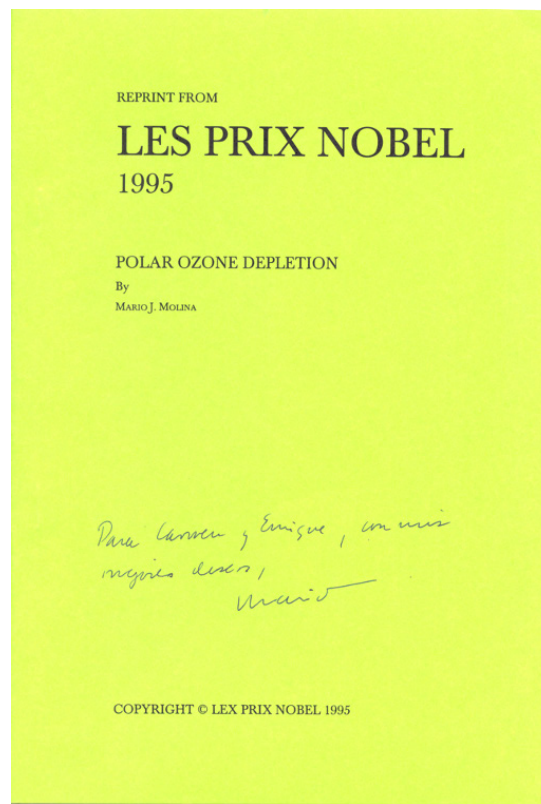 REPRINT FROM
LES PRIX NOBEL
1995
POLAR OZONE DEPLETION
By
MARIO J. MOLINA
Para Carmen y Enrique, con mis
mejores deseos,
Mario
COPYRIGHT © LEX PRIX NOBEL 1995